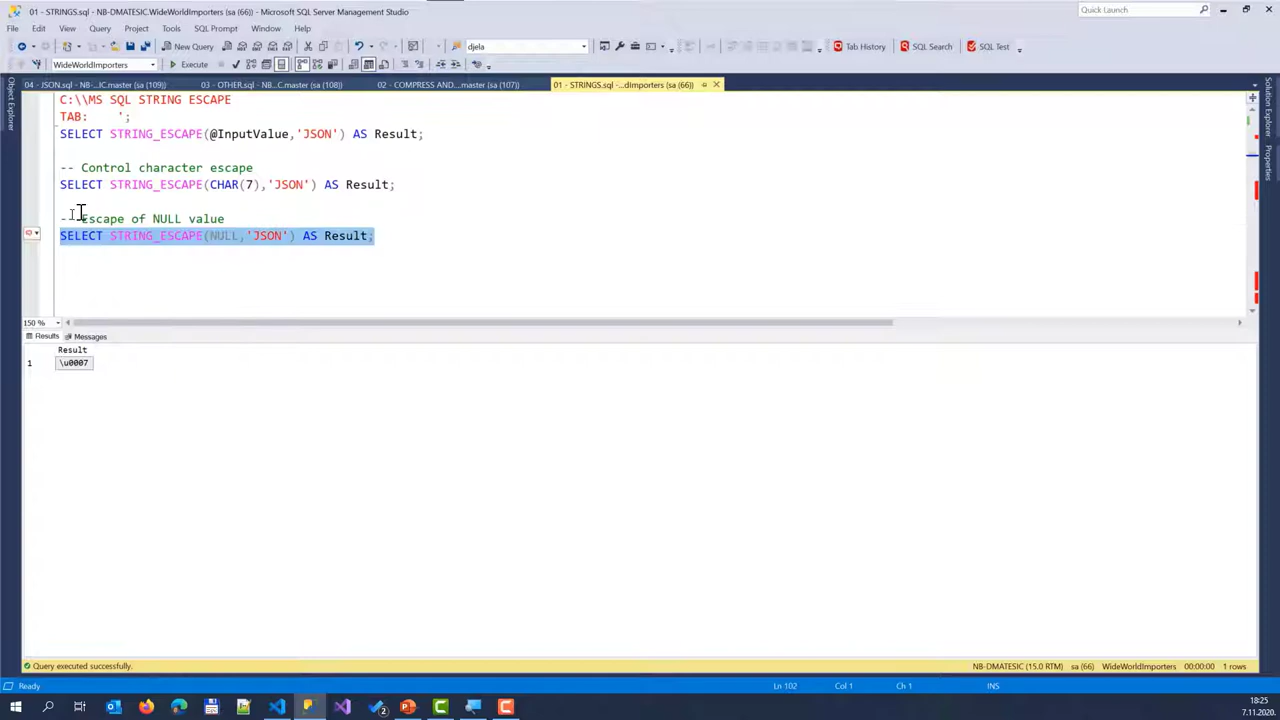 01 - STRINGS.sql - NB-DMATESIC.WideWorldImporters (sa (66)) - Microsoft SQL Server Management Studio
Quick Launch
File Edit View Query Project Tools SQL Prompt Window Help
New Query djela Tab History SQL Search SQL Test
WideWorldImporters Execute
04 - JSON.sql - NB-...IC.master (sa (109)) 03 - OTHER.sql - NB...C.master (sa (108)) 02 - COMPRESS AND....master (sa (107)) 01 - STRINGS.sql -...dImporters (sa (66))
Object Explorer
Solution Explorer
Properties
C:\\MS SQL STRING ESCAPE
TAB:    ';
SELECT STRING_ESCAPE(@InputValue,'JSON') AS Result;
-- Control character escape
SELECT STRING_ESCAPE(CHAR(7),'JSON') AS Result;
-- Escape of NULL value
SELECT STRING_ESCAPE(NULL,'JSON') AS Result;
150 %
Results Messages
Result
1 \u0007
Query executed successfully. NB-DMATESIC (15.0 RTM) sa (66) WideWorldImporters 00:00:00 1 rows
Ready Ln 102 Col 1 Ch 1 INS
2
18:25
7.11.2020.